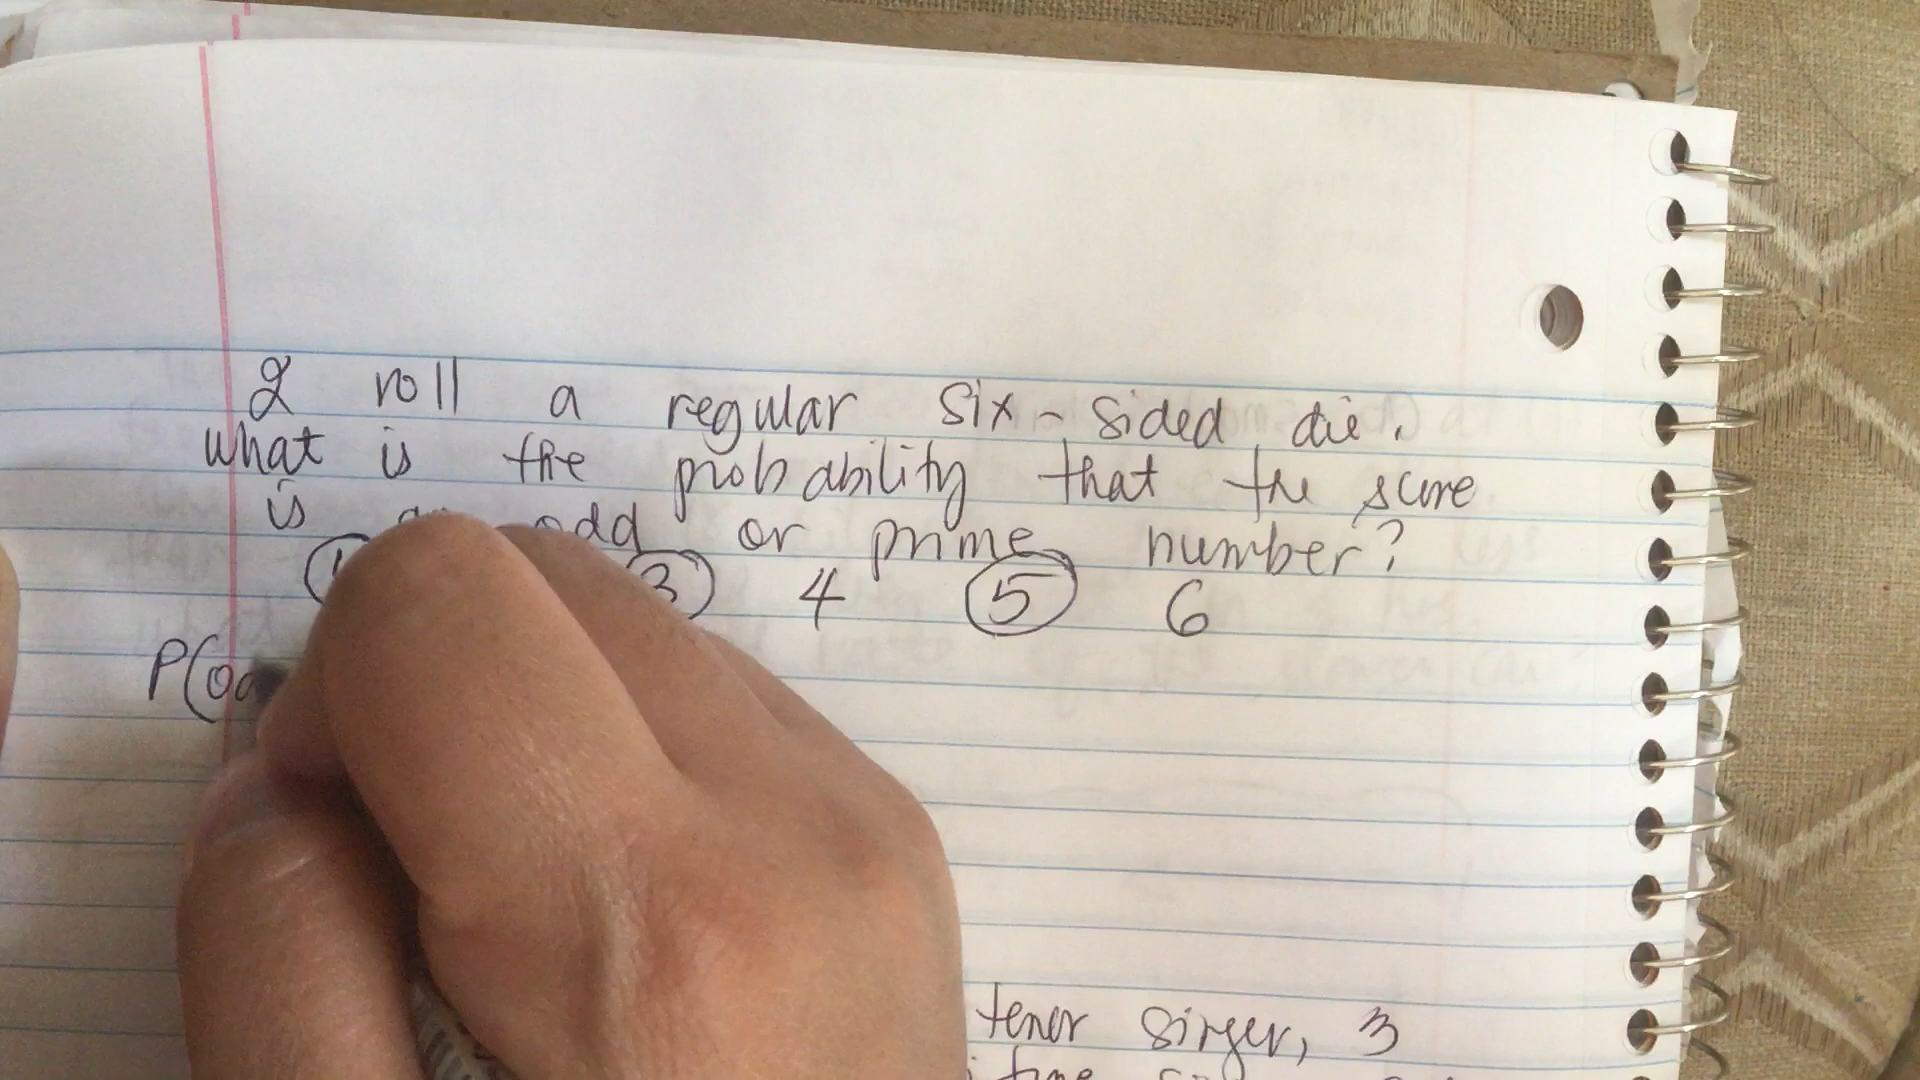 I roll a regular six-sided die.
what is the probability that the score
is odd or prime number?
3 4 5 6
P(o
tenor singer, 3